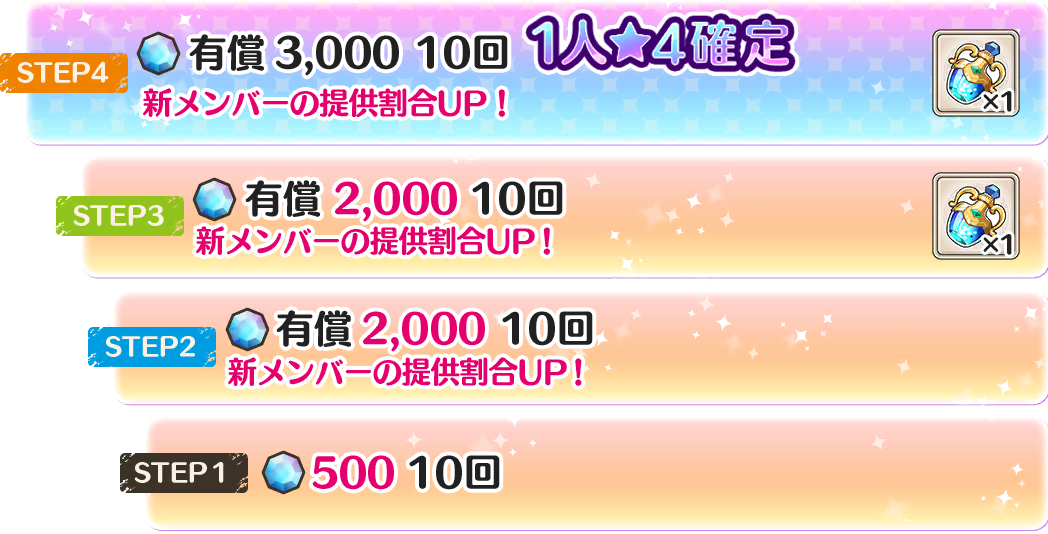 STEP4
有償 3,000 10回 1人★4確定
新メンバーの提供割合UP！
×1
STEP3
有償 2,000 10回
新メンバーの提供割合UP！
×1
STEP2
有償 2,000 10回
新メンバーの提供割合UP！
STEP1
500 10回